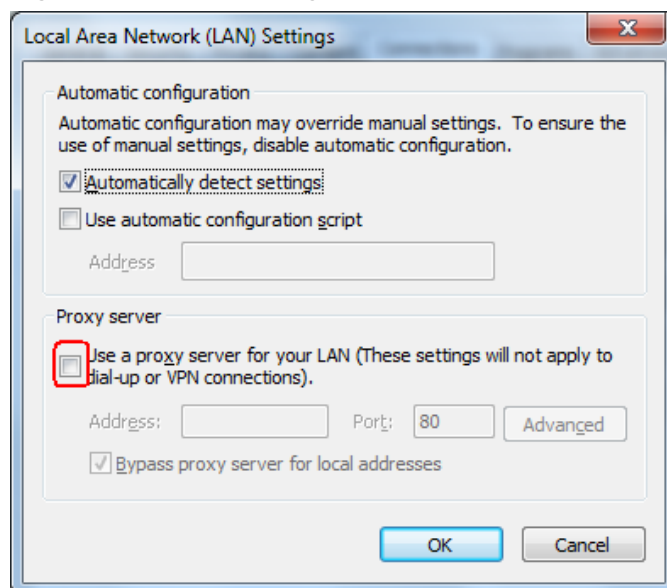 Local Area Network (LAN) Settings
Automatic configuration
Automatic configuration may override manual settings. To ensure the
use of manual settings, disable automatic configuration.
Automatically detect settings
Use automatic configuration script
Address
Proxy server
Use a proxy server for your LAN (These settings will not apply to
dial-up or VPN connections).
Address:
Port: 80
Advanced
Bypass proxy server for local addresses
OK
Cancel